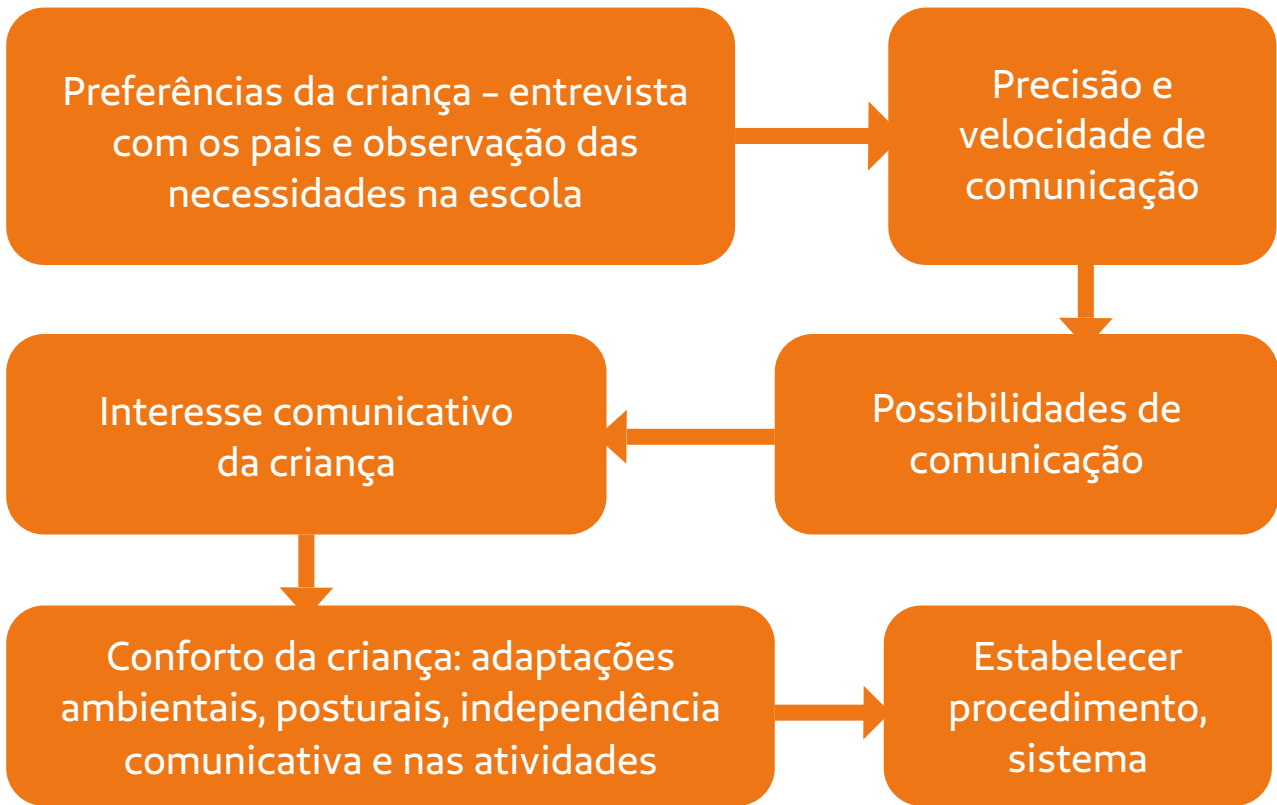 Preferências da criança – entrevista
com os pais e observação das
necessidades na escola
Precisão e
velocidade de
comunicação
Possibilidades de
comunicação
Interesse comunicativo
da criança
Conforto da criança: adaptações
ambientais, posturais, independência
comunicativa e nas atividades
Estabelecer
procedimento,
sistema